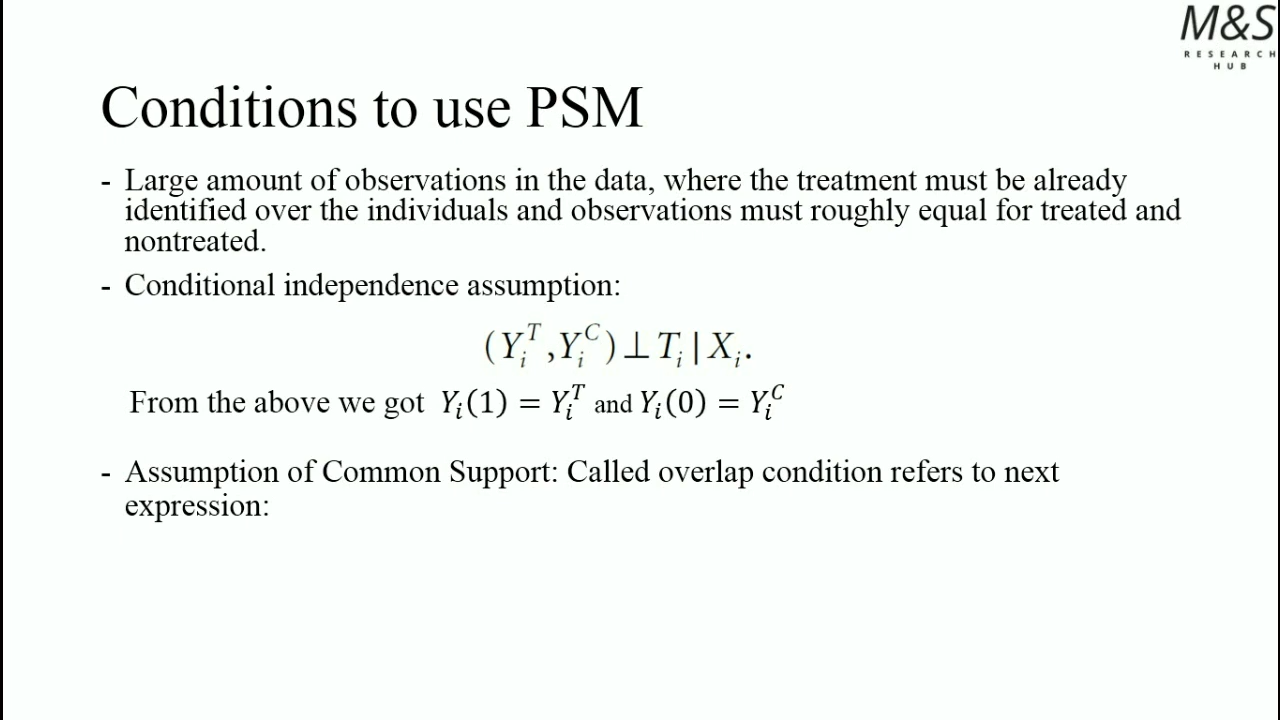 M&S
RESEARCH
HUB
Conditions to use PSM
- Large amount of observations in the data, where the treatment must be already
identified over the individuals and observations must roughly equal for treated and
nontreated.
- Conditional independence assumption:
(Y_i^T, Y_i^C) ⊥ T_i | X_i.
From the above we got Y_i(1) = Y_i^T and Y_i(0) = Y_i^C
- Assumption of Common Support: Called overlap condition refers to next
expression: